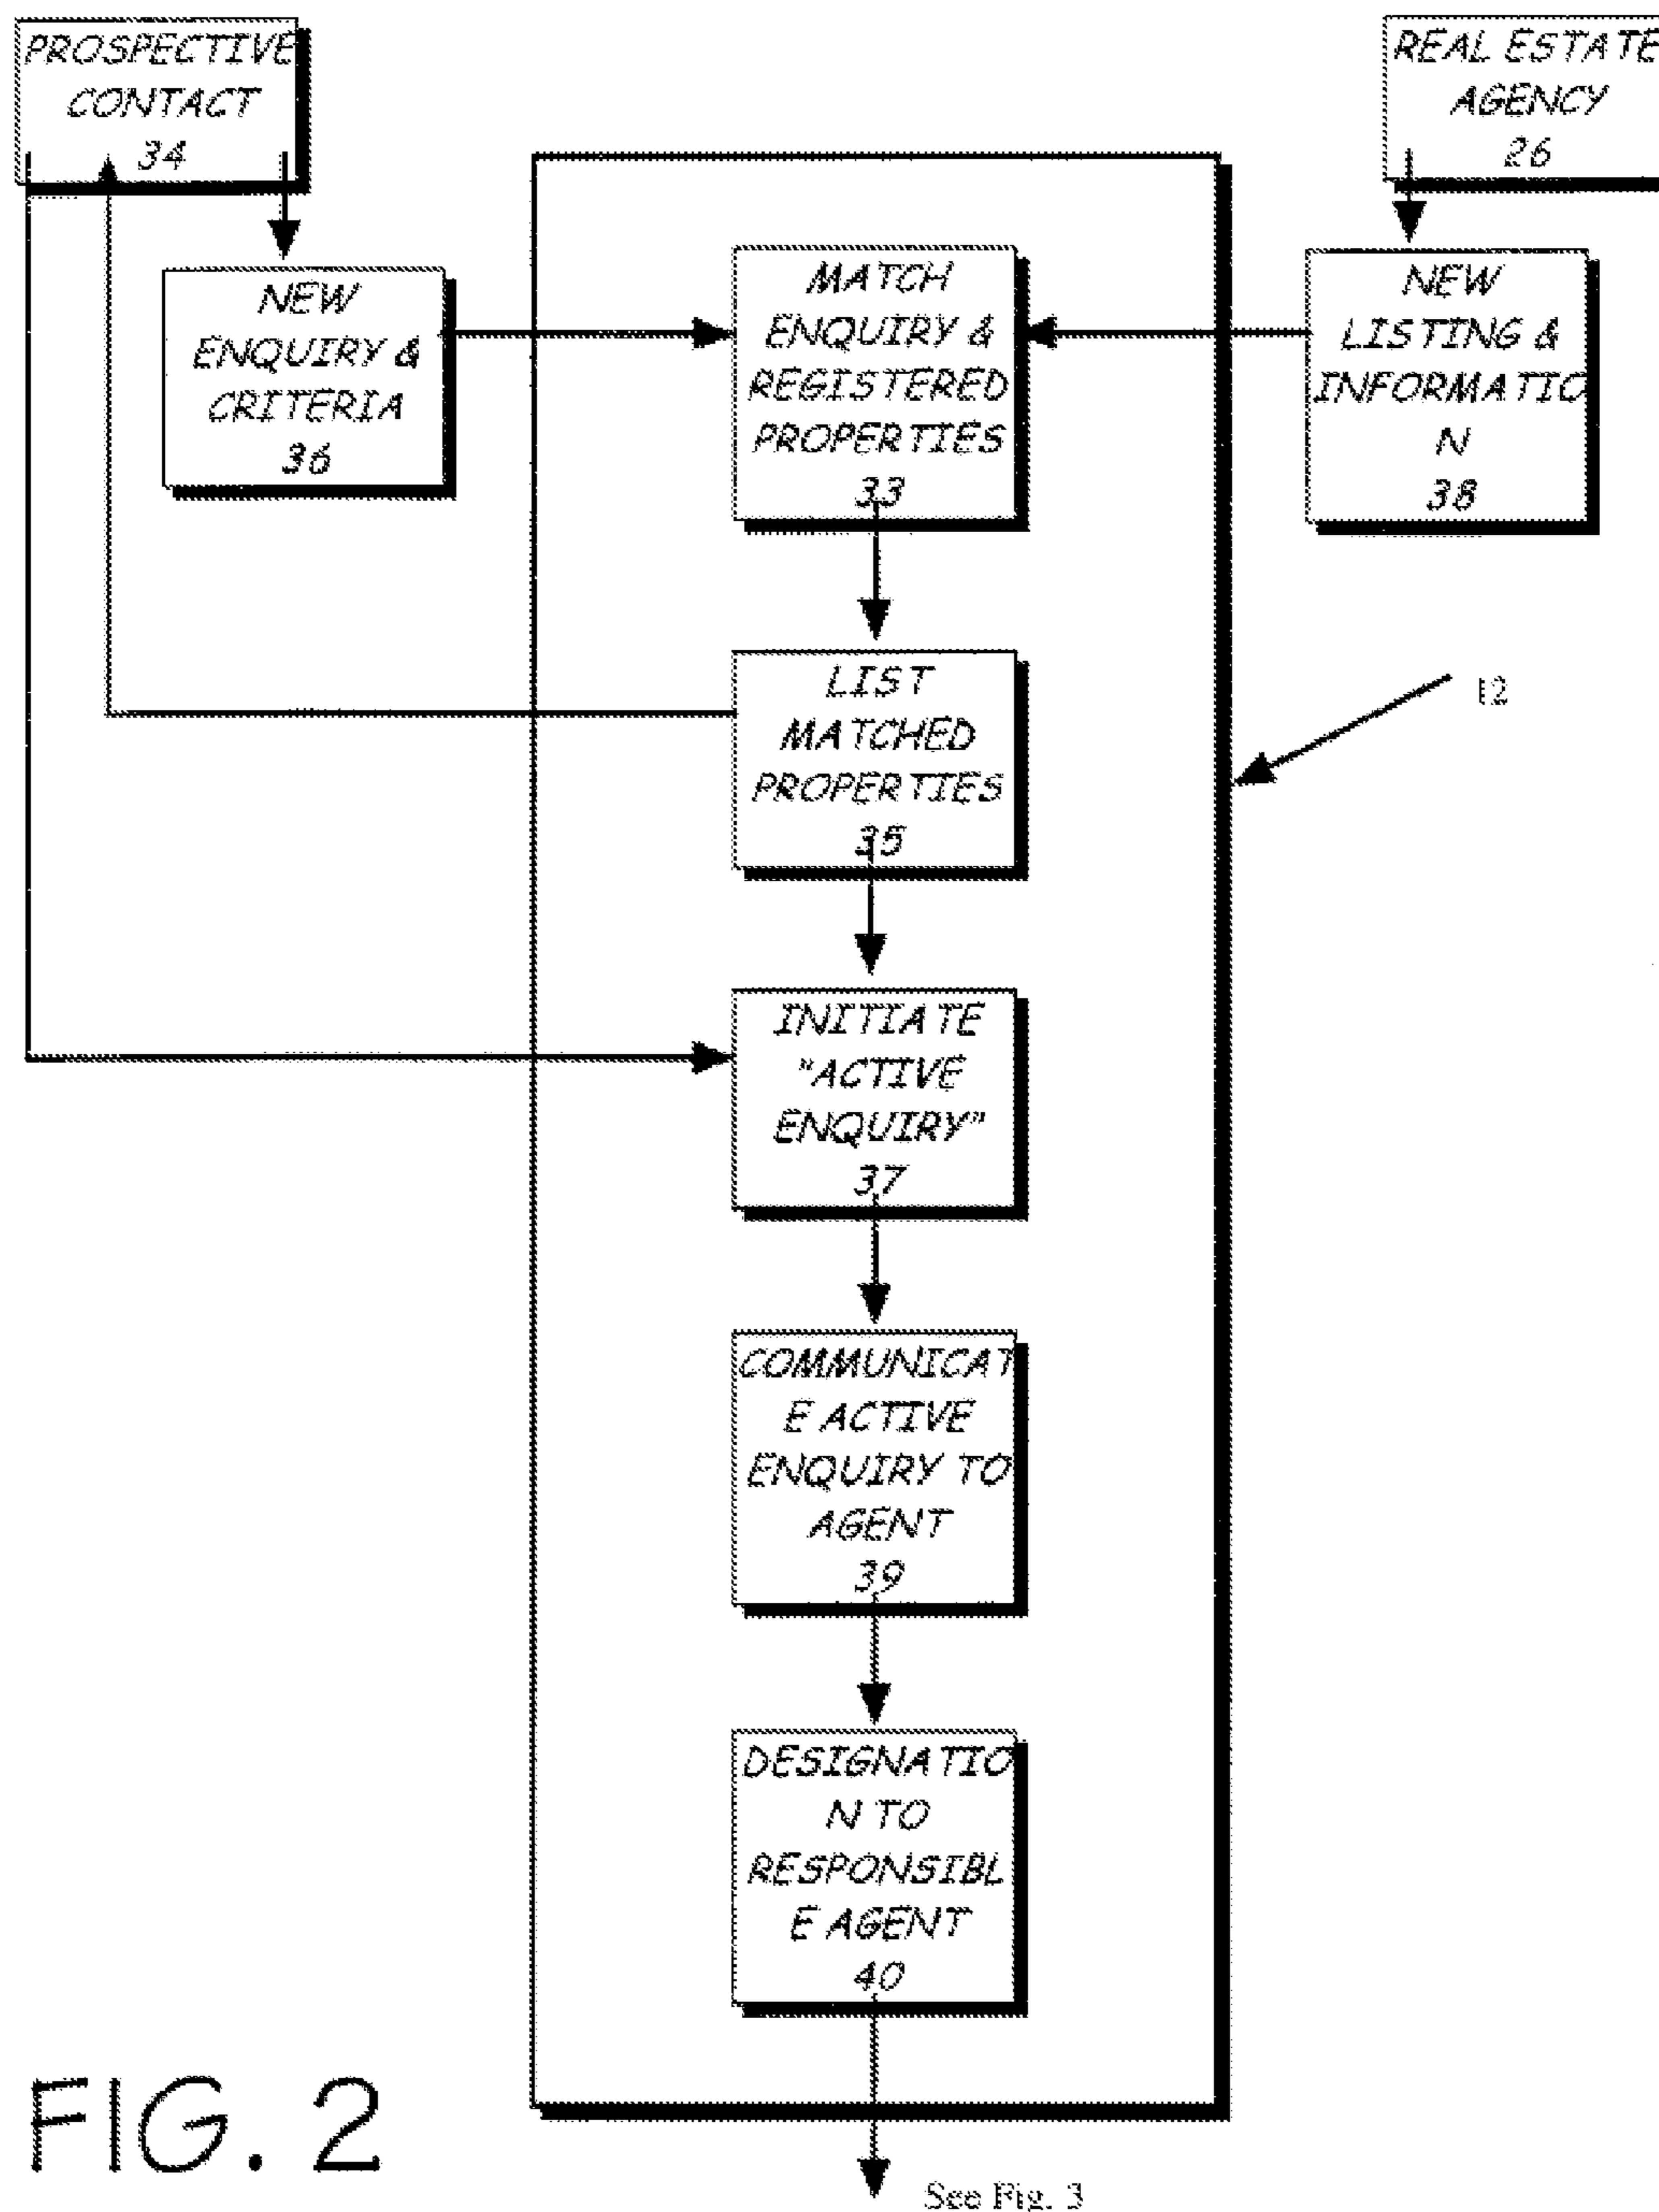 PROSPECTIVE
CONTACT
34
REAL ESTATE
AGENCY
26
NEW
ENQUIRY &
CRITERIA
36
MATCH
ENQUIRY &
REGISTERED
PROPERTIES
33
NEW
LISTING &
INFORMATIO
N
38
LIST
MATCHED
PROPERTIES
35
12
INITIATE
"ACTIVE
ENQUIRY"
37
COMMUNICAT
E ACTIVE
ENQUIRY TO
AGENT
39
DESIGNATIO
N TO
RESPONSIBL
E AGENT
40
FIG. 2
See Fig. 3